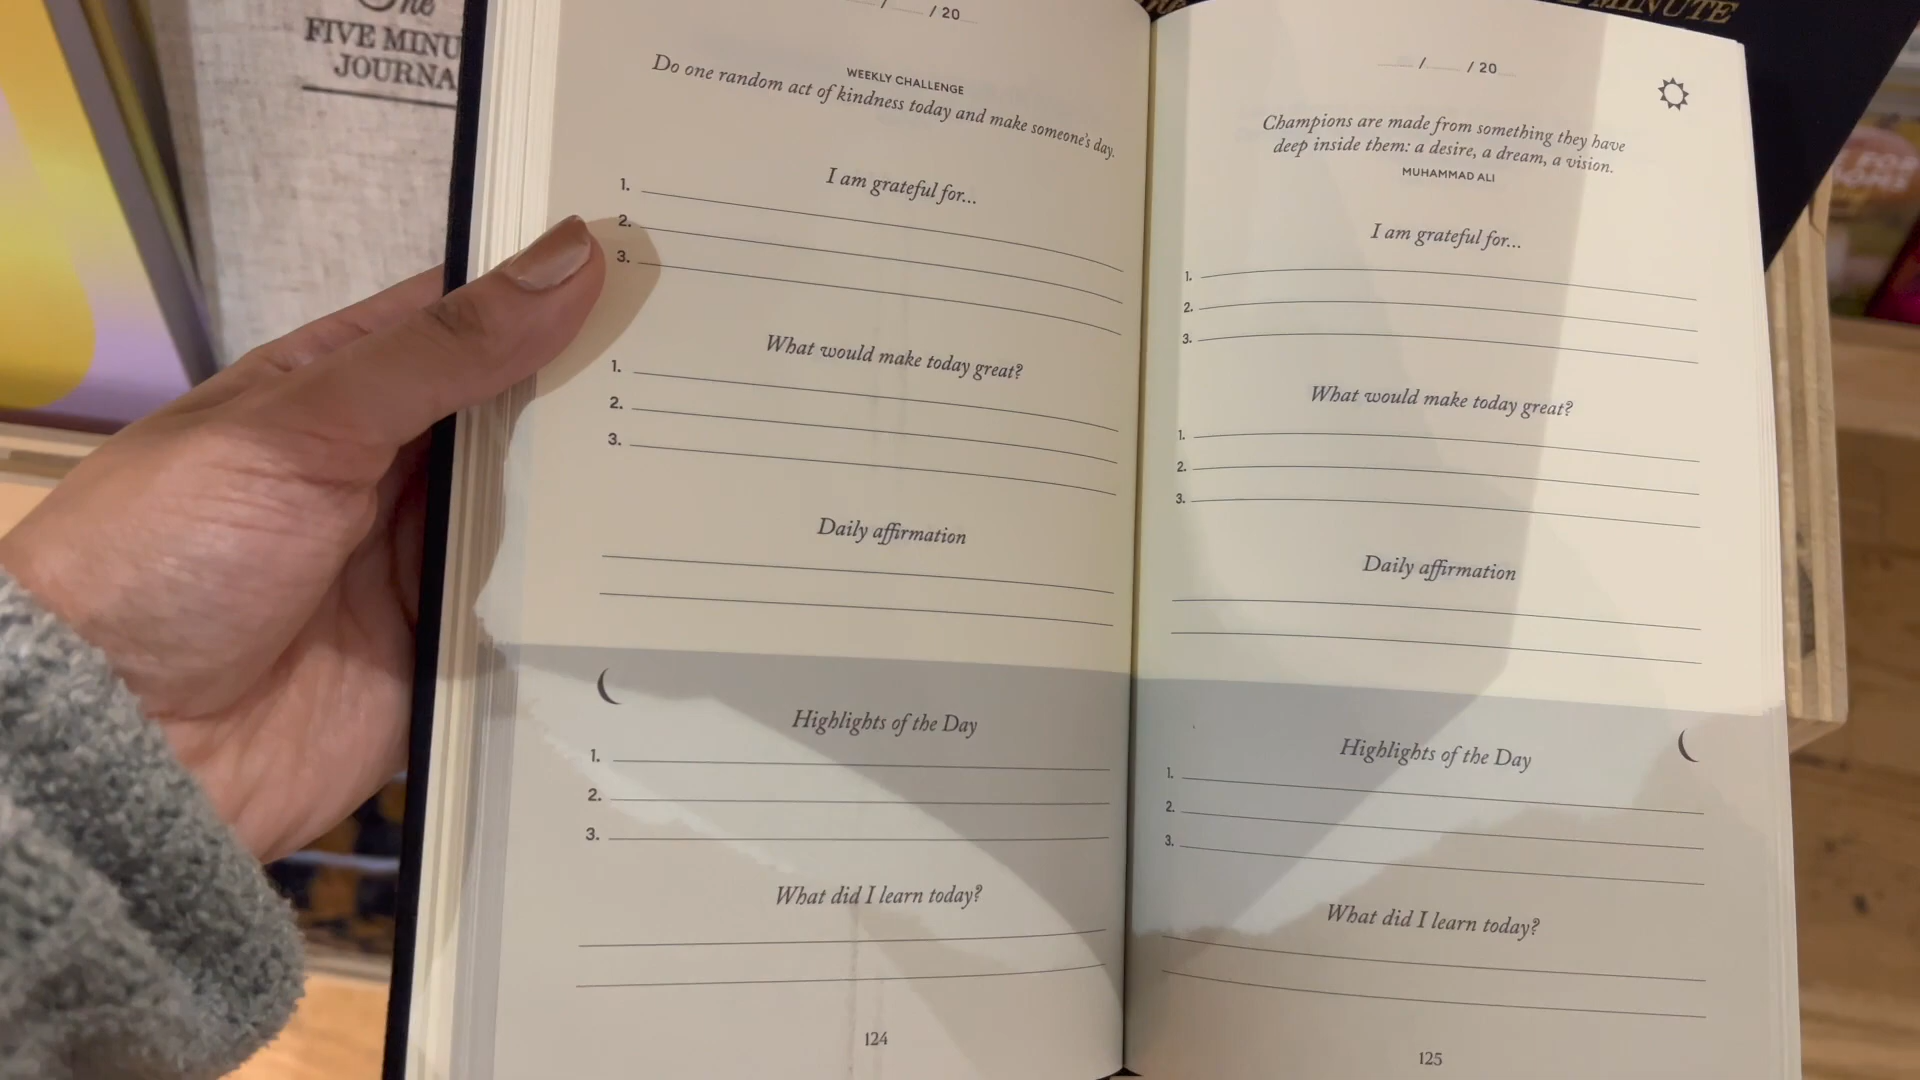 The
FIVE MINU
JOURNA
MINUTE
/ / 20
WEEKLY CHALLENGE
Do one random act of kindness today and make someone's day.
I am grateful for...
1.
2.
3.
What would make today great?
1.
2.
3.
Daily affirmation
Highlights of the Day
1.
2.
3.
What did I learn today?
124
/ / 20
Champions are made from something they have
deep inside them: a desire, a dream, a vision.
MUHAMMAD ALI
I am grateful for...
1.
2.
3.
What would make today great?
1.
2.
3.
Daily affirmation
Highlights of the Day
1.
2.
3.
What did I learn today?
125